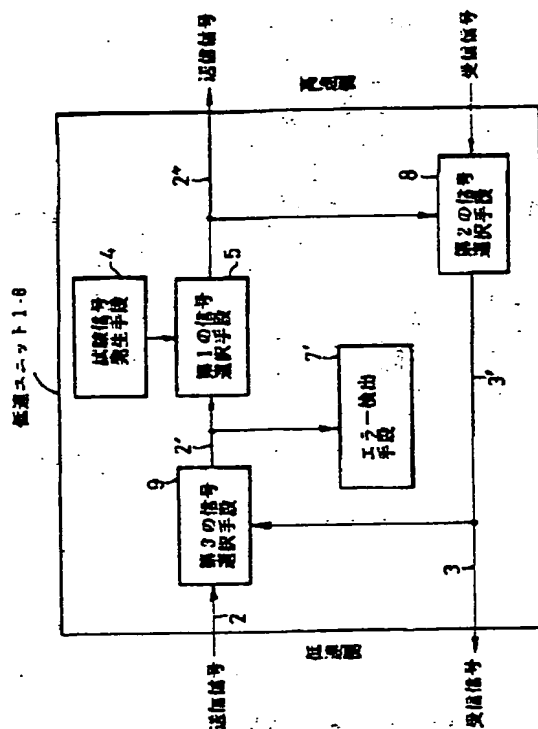 低速ユニット1-8
試験信号
発生手段
4
第1の信号
選択手段
5
第3の信号
選択手段
9
エラー検出
手段
7'
第2の信号
選択手段
8
送信信号
2
2'
2"
送信信号
受信信号
3'
3
受信信号
低速側
高速側